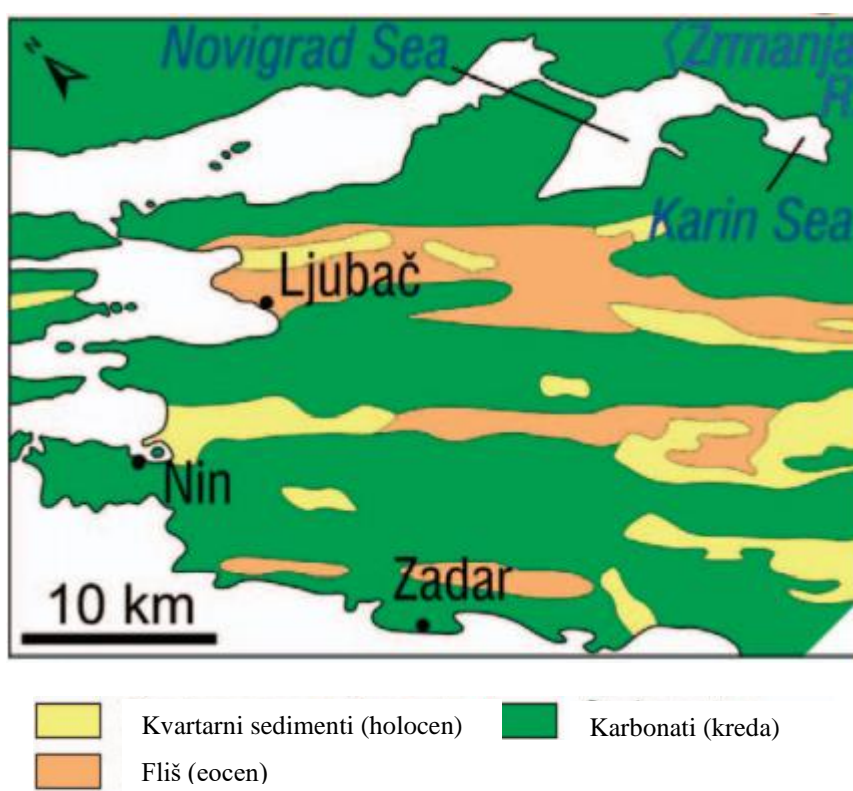 N
Novigrad Sea
(Zrmanja
R
Karin Sea
Ljubač
Nin
Zadar
10 km
Kvartarni sedimenti (holocen)
Karbonati (kreda)
Fliš (eocen)